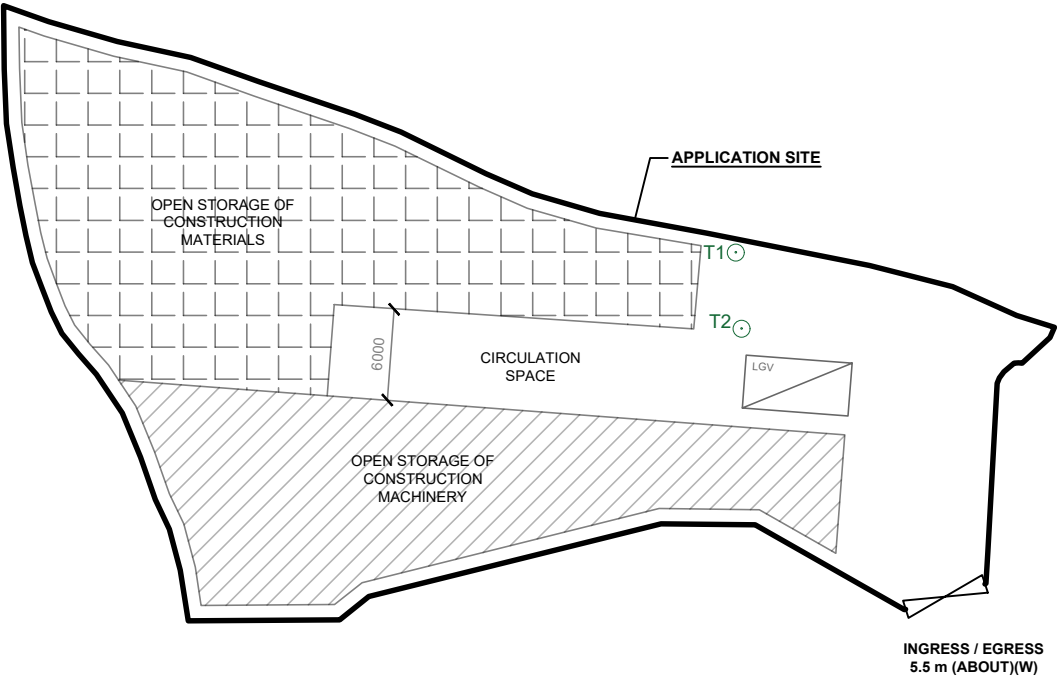 APPLICATION SITE
OPEN STORAGE OF
CONSTRUCTION
MATERIALS
T1
T2
6000
CIRCULATION
SPACE
LGV
OPEN STORAGE OF
CONSTRUCTION
MACHINERY
INGRESS / EGRESS
5.5 m (ABOUT)(W)